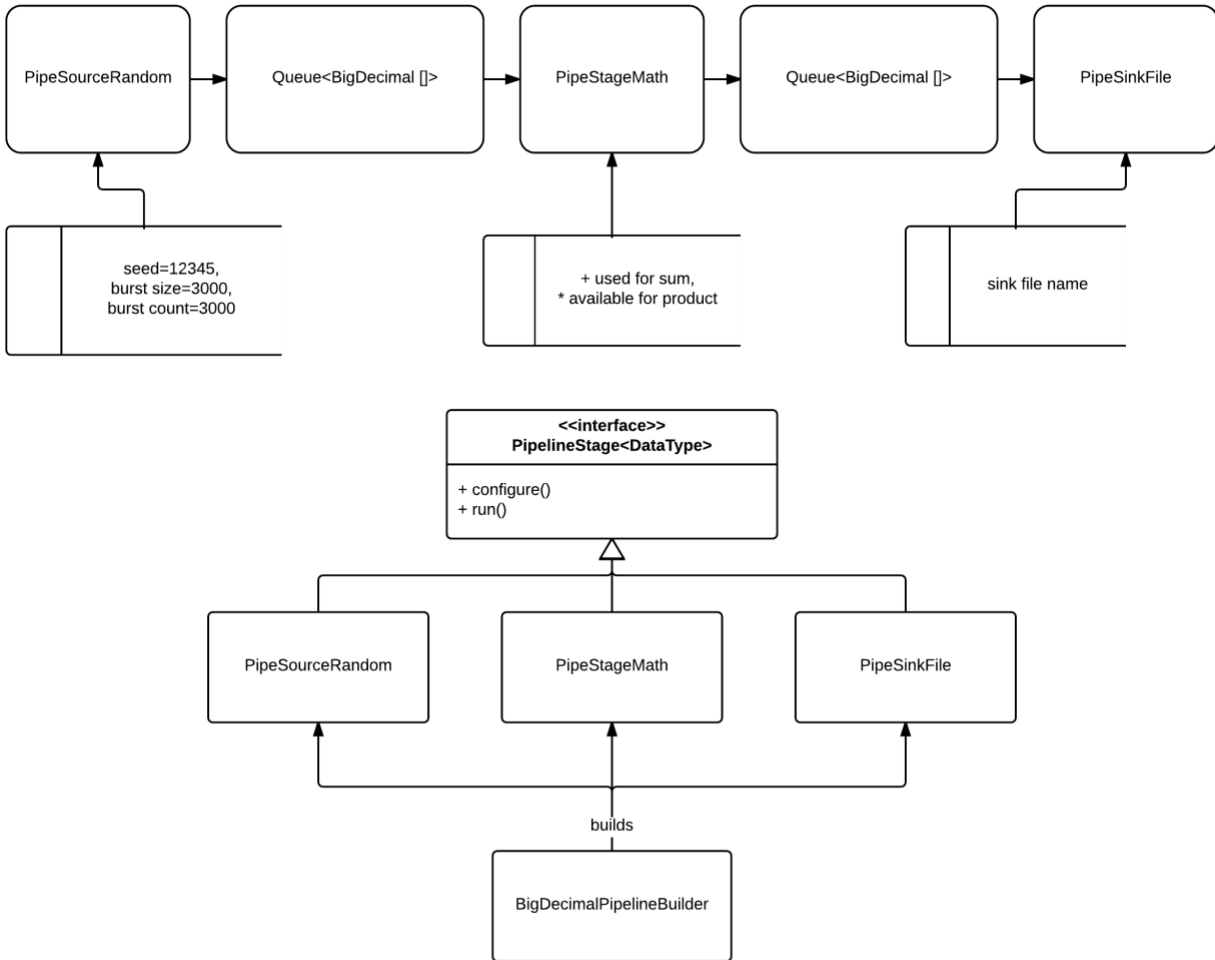 PipeSourceRandom
Queue<BigDecimal []>
PipeStageMath
Queue<BigDecimal []>
PipeSinkFile
seed=12345,
burst size=3000,
burst count=3000
+ used for sum,
* available for product
sink file name
<<interface>>
PipelineStage<DataType>
+ configure()
+ run()
PipeSourceRandom
PipeStageMath
PipeSinkFile
builds
BigDecimalPipelineBuilder